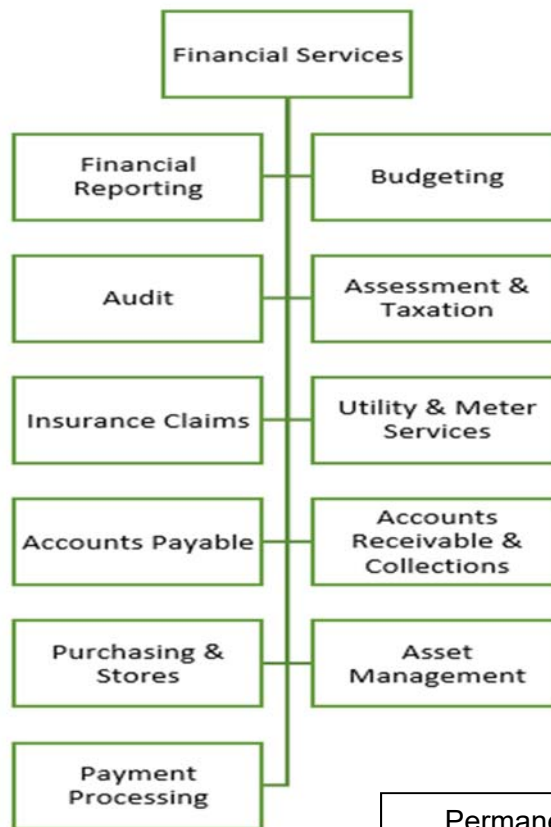 Financial Services
Financial
Reporting
Budgeting
Audit
Assessment &
Taxation
Insurance Claims
Utility & Meter
Services
Accounts Payable
Accounts
Receivable &
Collections
Purchasing &
Stores
Asset
Management
Payment
Processing